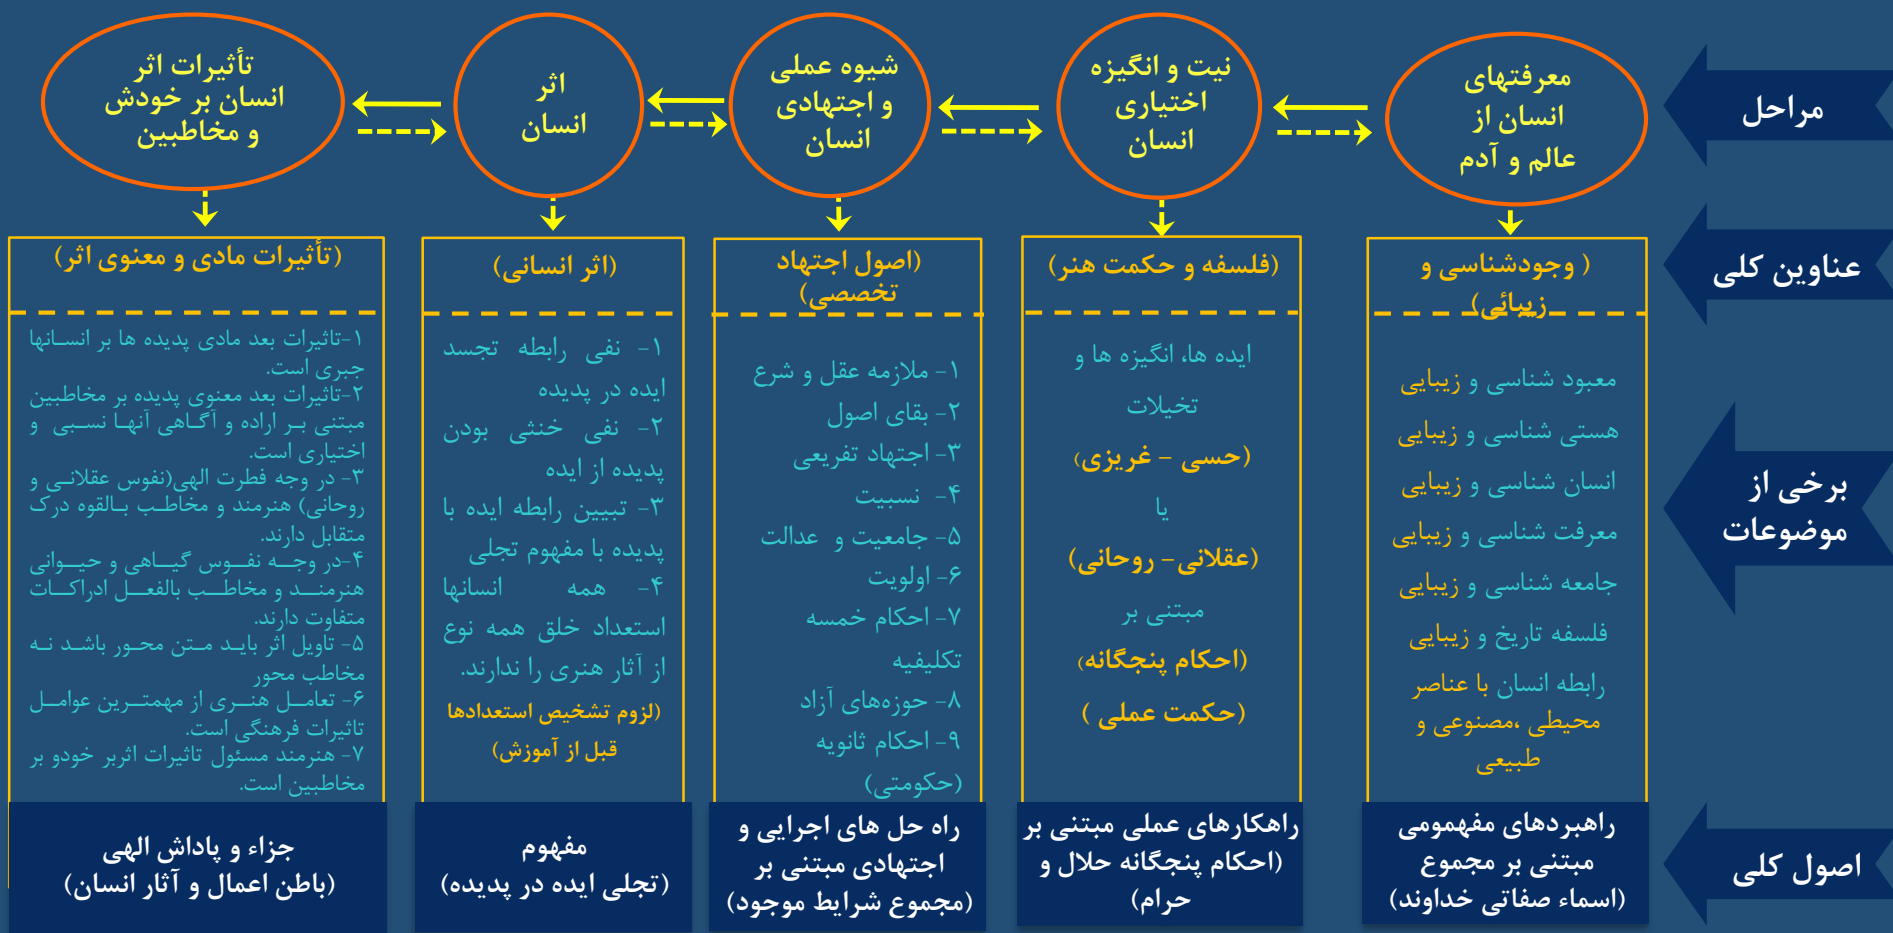 مراحل
معرفتهای
انسان از
عالم و آدم
نیت و انگیزه
اختیاری
انسان
شیوه عملی
و اجتهادی
انسان
اثر
انسان
تأثیرات اثر
انسان بر خودش
و مخاطبین
عناوین کلی
( وجودشناسی و
زیبائی)
(فلسفه و حکمت هنر)
(اصول اجتهاد
تخصصی)
(اثر انسانی)
(تأثیرات مادی و معنوی اثر)
برخی از
موضوعات
معبود شناسی و زیبایی
هستی شناسی و زیبایی
انسان شناسی و زیبایی
معرفت شناسی و زیبایی
جامعه شناسی و زیبایی
فلسفه تاریخ و زیبایی
رابطه انسان با عناصر
محیطی ،مصنوعی و
طبیعی
ایده ها، انگیزه ها و
تخیلات
(حسی - غریزی)
یا
(عقلانی- روحانی)
مبتنی بر
(احکام پنجگانه)
(حکمت عملی )
۱- ملازمه عقل و شرع
۲- بقای اصول
۳- اجتهاد تفریعی
۴- نسبیت
۵- جامعیت و عدالت
۶- اولویت
۷- احکام خمسه
تکلیفیه
۸- حوزه‌های آزاد
۹- احکام ثانویه
(حکومتی)
۱- نفی رابطه تجسد
ایده در پدیده
۲- نفی خنثی بودن
پدیده از ایده
۳- تبیین رابطه ایده با
پدیده با مفهوم تجلی
۴- همه انسانها
استعداد خلق همه نوع
از آثار هنری را ندارند.
(لزوم تشخیص استعدادها
قبل از آموزش)
۱-تاثیرات بعد مادی پدیده ها بر انسانها
جبری است.
۲-تاثیرات بعد معنوی پدیده بر مخاطبین
مبتنی بر اراده و آگاهی آنها نسبی و
اختیاری است.
۳- در وجه فطرت الهی(نفوس عقلانی و
روحانی) هنرمند و مخاطب بالقوه درک
متقابل دارند.
۴-در وجه نفوس گیاهی و حیوانی
هنرمند و مخاطب بالفعل ادراکات
متفاوت دارند.
۵- تاویل اثر باید متن محور باشد نه
مخاطب محور
۶- تعامل هنری از مهمترین عوامل
تاثیرات فرهنگی است.
۷- هنرمند مسئول تاثیرات اثربر خودو بر
مخاطبین است.
اصول کلی
راهبردهای مفهمومی
مبتنی بر مجموع
(اسماء صفاتی خداوند)
راهکارهای عملی مبتنی بر
(احکام پنجگانه حلال و
حرام)
راه حل های اجرایی و
اجتهادی مبتنی بر
(مجموع شرایط موجود)
مفهوم
(تجلی ایده در پدیده)
جزاء و پاداش الهی
(باطن اعمال و آثار انسان)